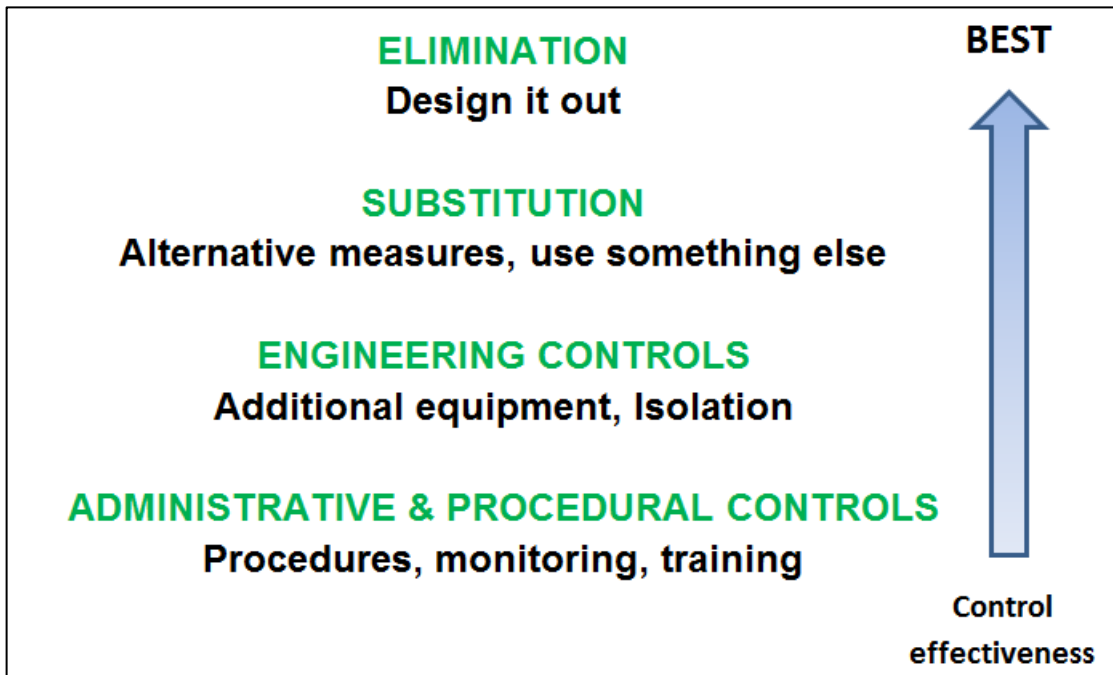 ELIMINATION
Design it out
SUBSTITUTION
Alternative measures, use something else
ENGINEERING CONTROLS
Additional equipment, Isolation
ADMINISTRATIVE & PROCEDURAL CONTROLS
Procedures, monitoring, training
BEST
Control
effectiveness